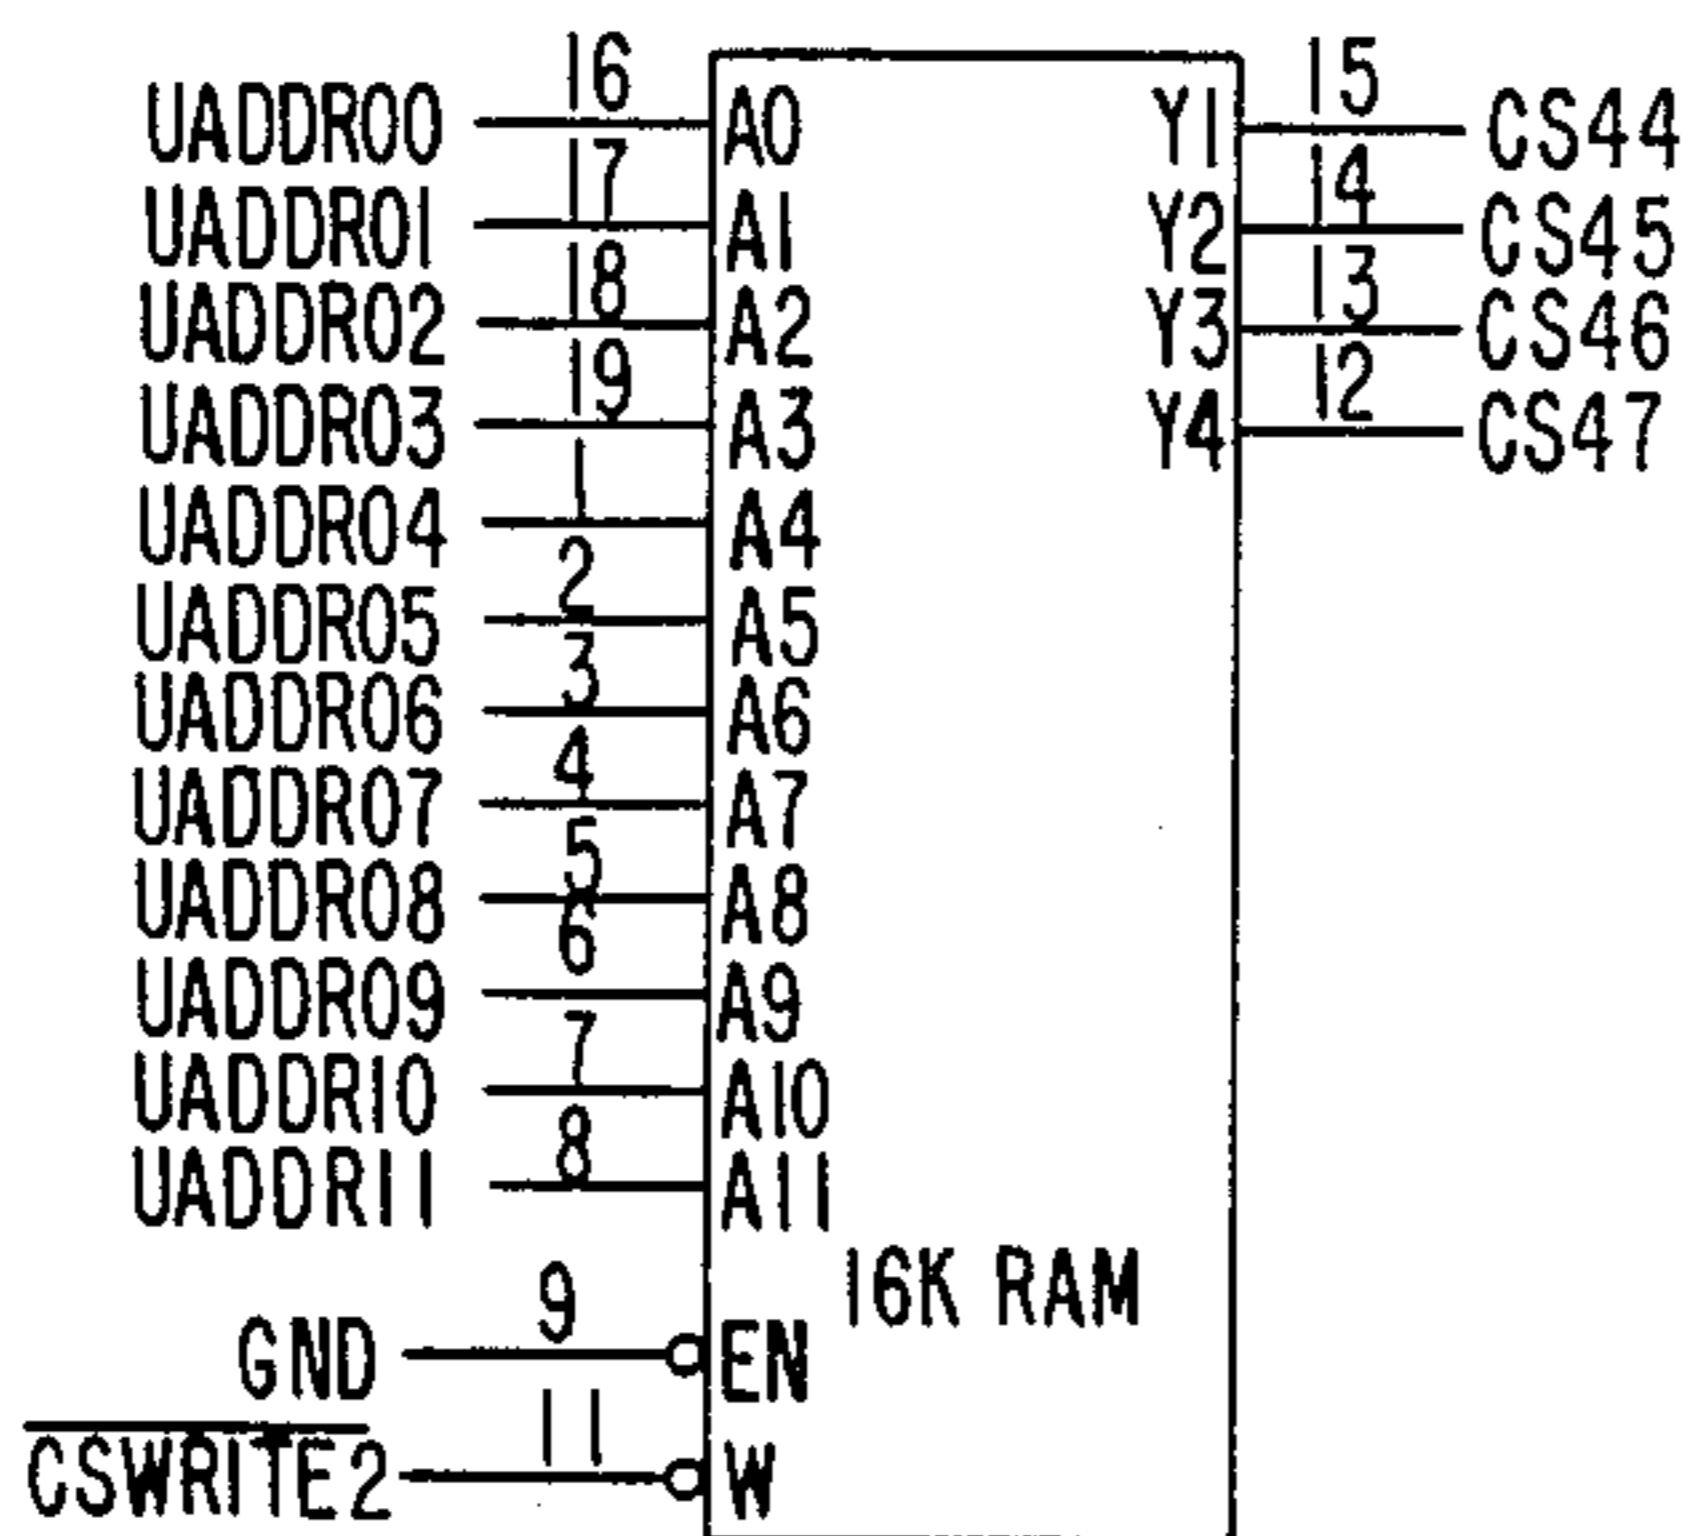 16 15
UADDR00 A0 Y1 CS44
17 14
UADDR01 A1 Y2 CS45
18 13
UADDR02 A2 Y3 CS46
19 12
UADDR03 A3 Y4 CS47
1
UADDR04 A4
2
UADDR05 A5
3
UADDR06 A6
4
UADDR07 A7
5
UADDR08 A8
6
UADDR09 A9
7
UADDR10 A10
8
UADDR11 A11
16K RAM
9
GND EN
11
CSWRITE2 W